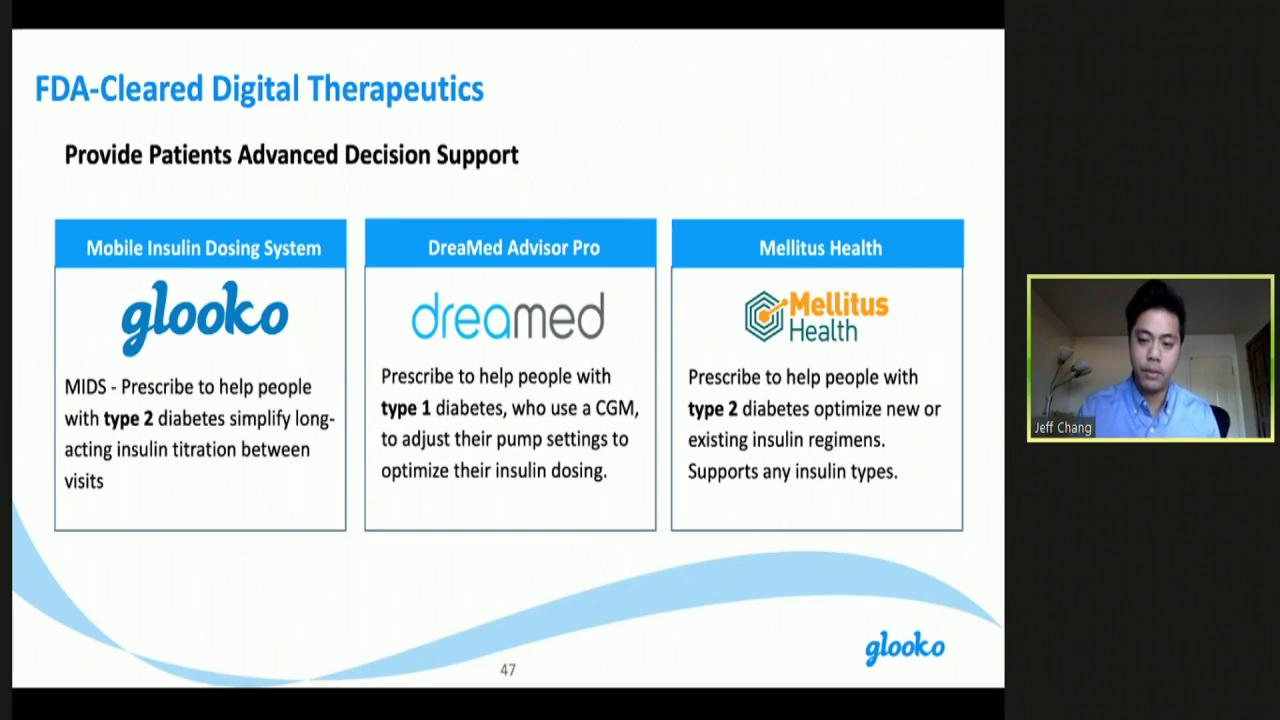 FDA-Cleared Digital Therapeutics
Provide Patients Advanced Decision Support
Mobile Insulin Dosing System
glooko
MIDS - Prescribe to help people
with type 2 diabetes simplify long-
acting insulin titration between
visits
DreaMed Advisor Pro
dreamed
Prescribe to help people with
type 1 diabetes, who use a CGM,
to adjust their pump settings to
optimize their insulin dosing.
Mellitus Health
Mellitus
Health
Prescribe to help people with
type 2 diabetes optimize new or
existing insulin regimens.
Supports any insulin types.
Jeff Chang
glooko
47